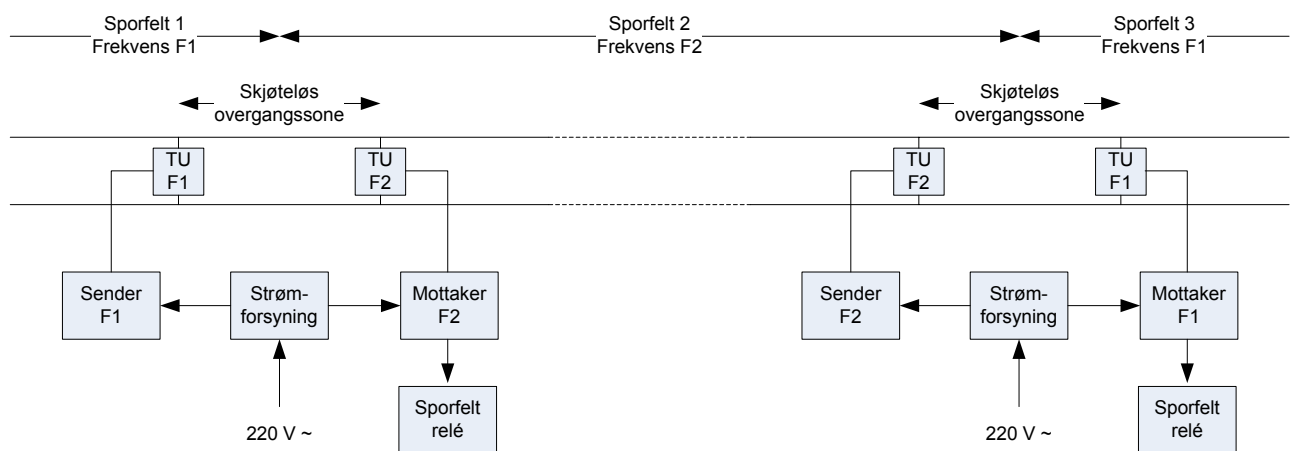 Sporfelt 1
Frekvens F1
Sporfelt 2
Frekvens F2
Sporfelt 3
Frekvens F1
Skjøteløs
overgangssone
Skjøteløs
overgangssone
TU
F1
TU
F2
TU
F2
TU
F1
Sender
F1
Strøm-
forsyning
Mottaker
F2
Sender
F2
Strøm-
forsyning
Mottaker
F1
Sporfelt
relé
Sporfelt
relé
220 V ~
220 V ~